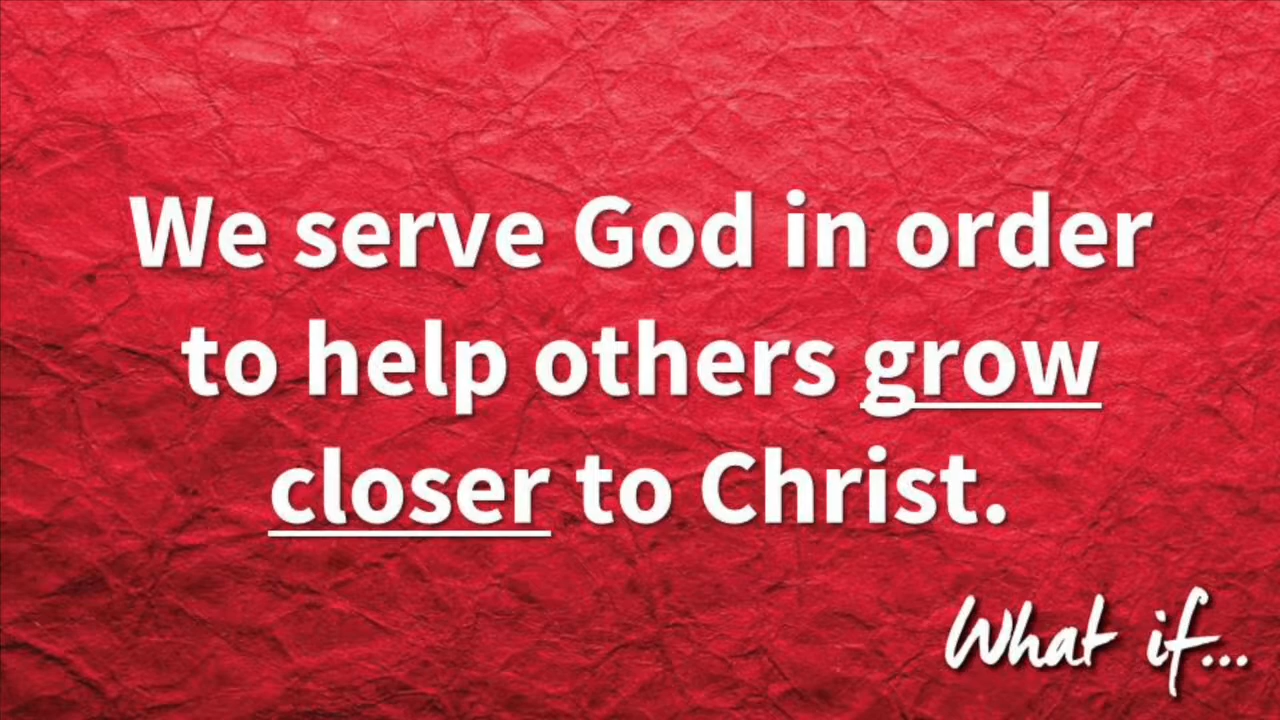 We serve God in order
to help others grow
closer to Christ.
What if...